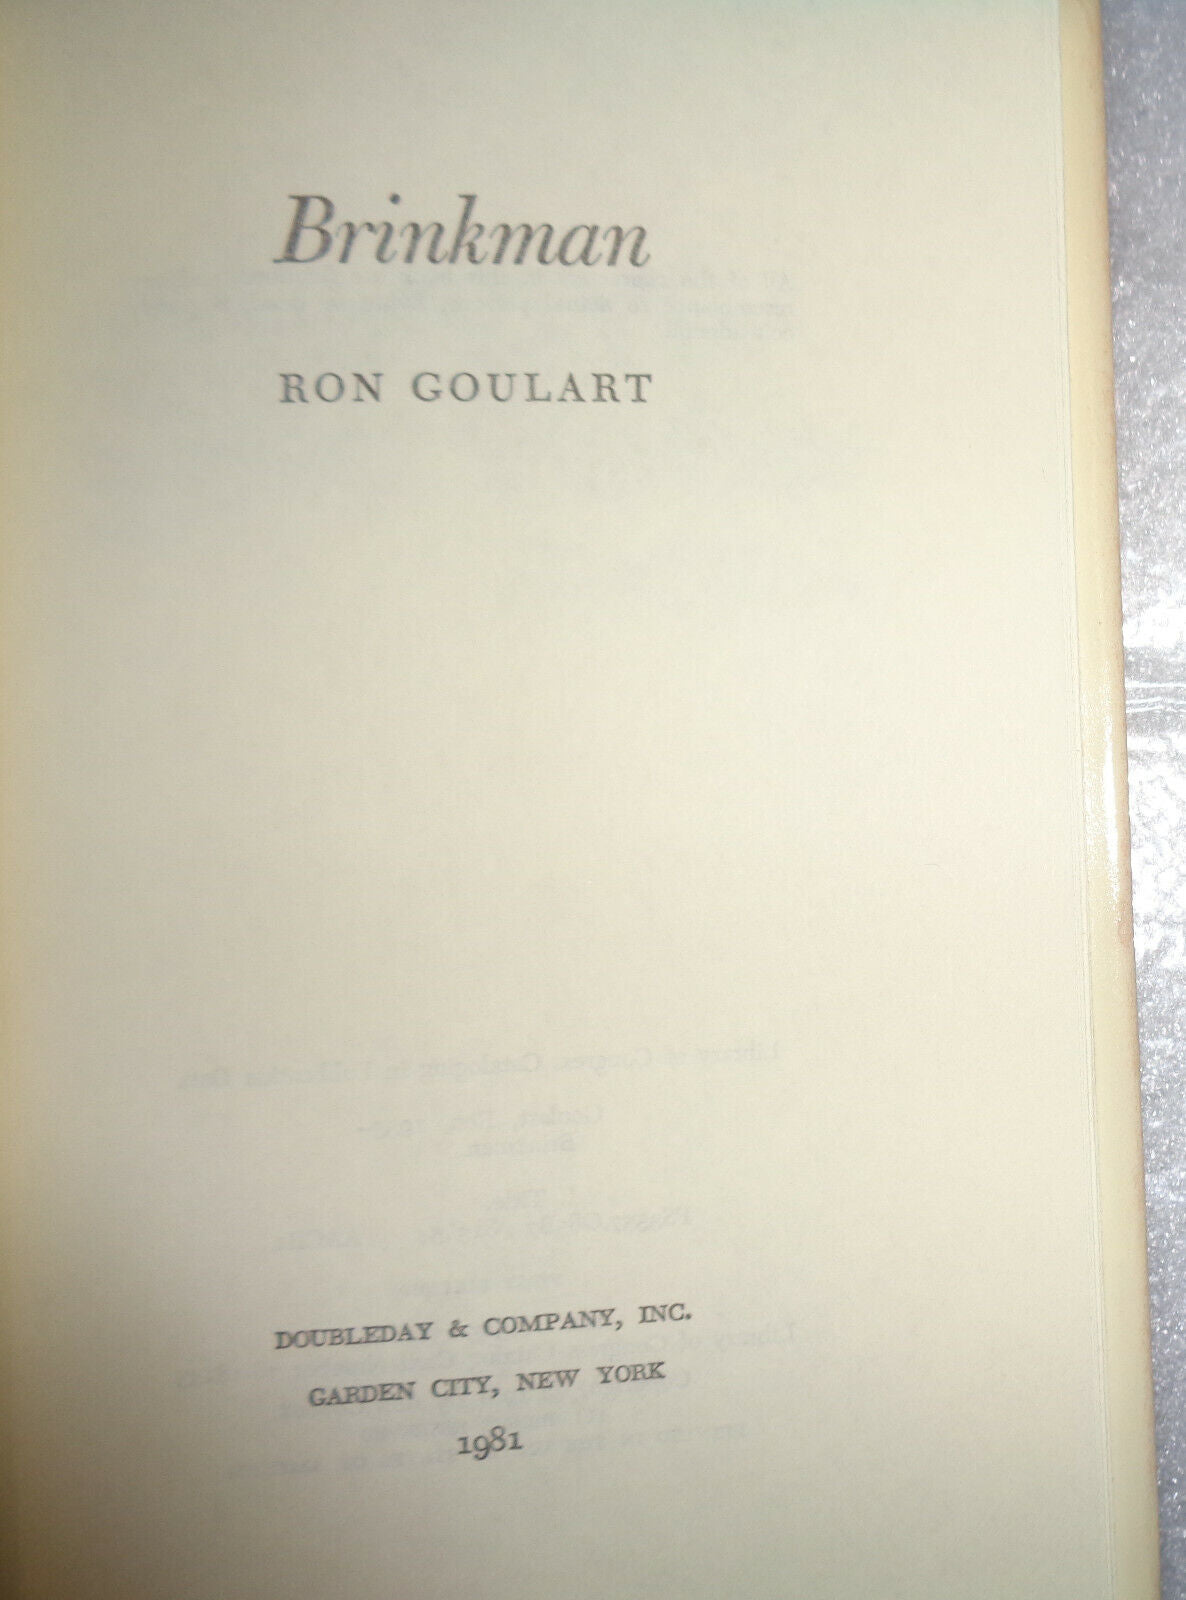 Brinkman
RON GOULART
DOUBLEDAY & COMPANY, INC.
GARDEN CITY, NEW YORK
1981